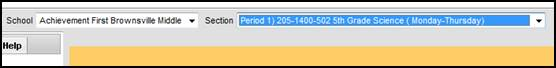 School Achievement First Brownsville Middle Section Period 1) 205-1400-502 5th Grade Science ( Monday-Thursday)
Help